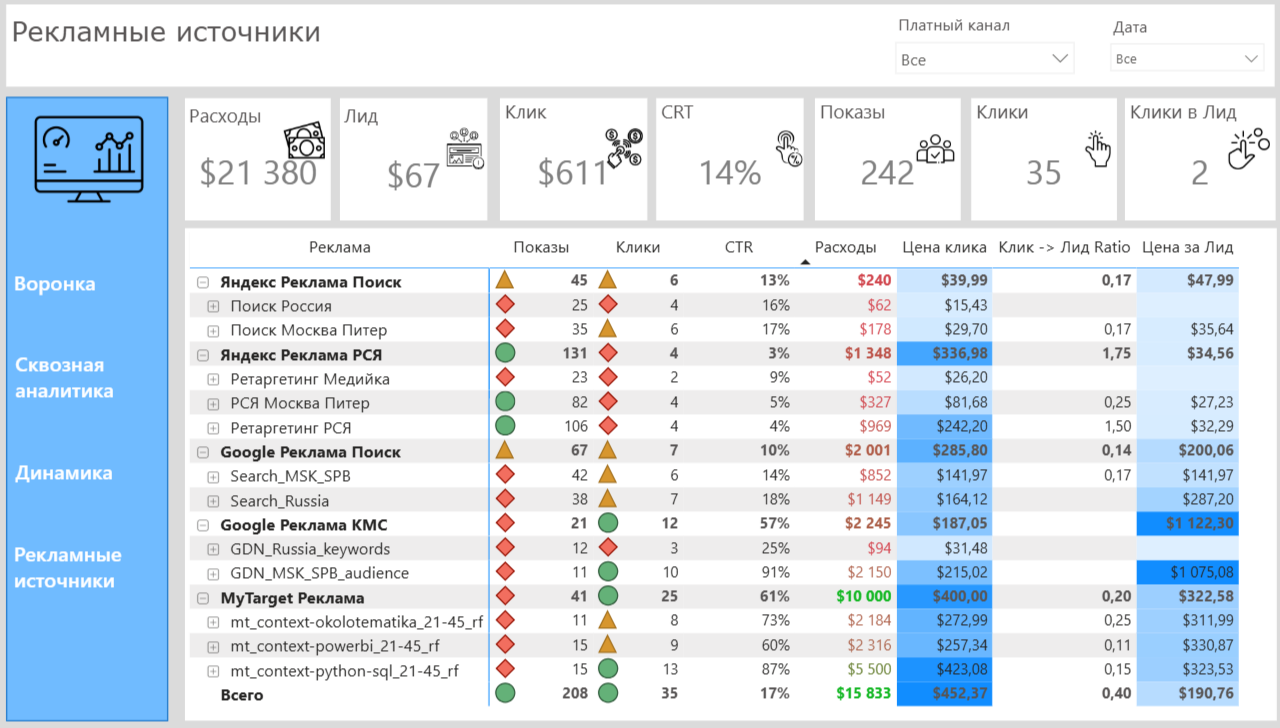 Рекламные источники
Платный канал
Все
Дата
Все
Воронка
Сквозная
аналитика
Динамика
Рекламные
источники
Расходы
$21 380
Лид
$67
Клик
$611
CRT
14%
Показы
242
Клики
35
Клики в Лид
2
Реклама Показы Клики CTR Расходы Цена клика Клик -> Лид Ratio Цена за Лид
Яндекс Реклама Поиск 45 6 13% $240 $39,99 0,17 $47,99
Поиск Россия 25 4 16% $62 $15,43
Поиск Москва Питер 35 6 17% $178 $29,70 0,17 $35,64
Яндекс Реклама РСЯ 131 4 3% $1 348 $336,98 1,75 $34,56
Ретаргетинг Медийка 23 2 9% $52 $26,20
РСЯ Москва Питер 82 4 5% $327 $81,68 0,25 $27,23
Ретаргетинг РСЯ 106 4 4% $969 $242,20 1,50 $32,29
Google Реклама Поиск 67 7 10% $2 001 $285,80 0,14 $200,06
Search_MSK_SPB 42 6 14% $852 $141,97 0,17 $141,97
Search_Russia 38 7 18% $1 149 $164,12 $287,20
Google Реклама КМС 21 12 57% $2 245 $187,05 $1 122,30
GDN_Russia_keywords 12 3 25% $94 $31,48
GDN_MSK_SPB_audience 11 10 91% $2 150 $215,02 $1 075,08
MyTarget Реклама 41 25 61% $10 000 $400,00 0,20 $322,58
mt_context-okolotematika_21-45_rf 11 8 73% $2 184 $272,99 0,25 $311,99
mt_context-powerbi_21-45_rf 15 9 60% $2 316 $257,34 0,11 $330,87
mt_context-python-sql_21-45_rf 15 13 87% $5 500 $423,08 0,15 $323,53
Всего 208 35 17% $15 833 $452,37 0,40 $190,76